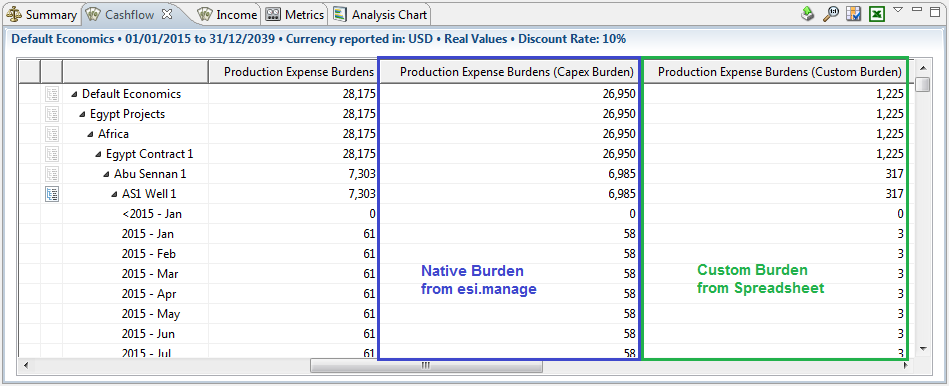 Summary Cashflow Income Metrics Analysis Chart
Default Economics • 01/01/2015 to 31/12/2039 • Currency reported in: USD • Real Values • Discount Rate: 10%
Production Expense Burdens Production Expense Burdens (Capex Burden) Production Expense Burdens (Custom Burden)
Default Economics 28,175 26,950 1,225
Egypt Projects 28,175 26,950 1,225
Africa 28,175 26,950 1,225
Egypt Contract 1 28,175 26,950 1,225
Abu Sennan 1 7,303 6,985 317
AS1 Well 1 7,303 6,985 317
<2015 - Jan 0 0 0
2015 - Jan 61 58 3
2015 - Feb 61 58 3
2015 - Mar 61 58 3
2015 - Apr 61 58 3
2015 - May 61 58 3
2015 - Jun 61 58 3
2015 - Jul 61 58 3
Native Burden
from esi.manage
Custom Burden
from Spreadsheet